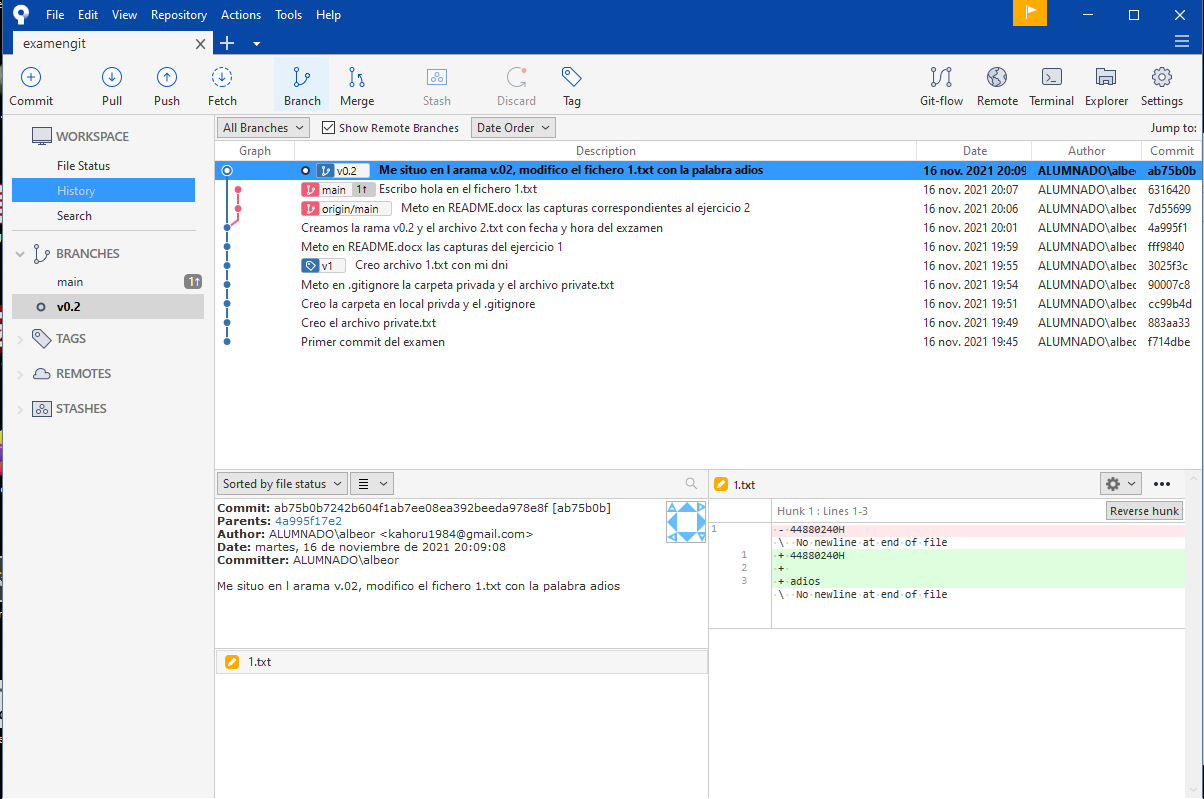 File Edit View Repository Actions Tools Help
examengit
Commit Pull Push Fetch Branch Merge Stash Discard Tag Git-flow Remote Terminal Explorer Settings
WORKSPACE
File Status
History
Search
BRANCHES
main 1↑
v0.2
TAGS
REMOTES
STASHES
All Branches Show Remote Branches Date Order Jump to:
Graph Description Date Author Commit
v0.2 Me situo en l arama v.02, modifico el fichero 1.txt con la palabra adios 16 nov. 2021 20:09 ALUMNADO\albeor ab75b0b
main 1↑ Escribo hola en el fichero 1.txt 16 nov. 2021 20:07 ALUMNADO\albeor 6316420
origin/main Meto en README.docx las capturas correspondientes al ejercicio 2 16 nov. 2021 20:06 ALUMNADO\albeor 7d55699
Creamos la rama v0.2 y el archivo 2.txt con fecha y hora del exzamen 16 nov. 2021 20:01 ALUMNADO\albeor 4a995f1
Meto en README.docx las capturas del ejercicio 1 16 nov. 2021 19:59 ALUMNADO\albeor fff9840
v1 Creo archivo 1.txt con mi dni 16 nov. 2021 19:55 ALUMNADO\albeor 3025f3c
Meto en .gitignore la carpeta privada y el archivo private.txt 16 nov. 2021 19:54 ALUMNADO\albeor 90007c8
Creo la carpeta en local privda y el .gitignore 16 nov. 2021 19:51 ALUMNADO\albeor cc99b4d
Creo el archivo private.txt 16 nov. 2021 19:49 ALUMNADO\albeor 883aa33
Primer commit del examen 16 nov. 2021 19:45 ALUMNADO\albeor f714dbe
Sorted by file status
Commit: ab75b0b7242b604f1ab7ee08ea392beeda978e8f [ab75b0b]
Parents: 4a995f17e2
Author: ALUMNADO\albeor <kahoru1984@gmail.com>
Date: martes, 16 de noviembre de 2021 20:09:08
Committer: ALUMNADO\albeor
Me situo en l arama v.02, modifico el fichero 1.txt con la palabra adios
1.txt
1.txt
Hunk 1 : Lines 1-3 Reverse hunk
1 - 44880240H
\ No newline at end of file
1 + 44880240H
2 +
3 + adios
\ No newline at end of file